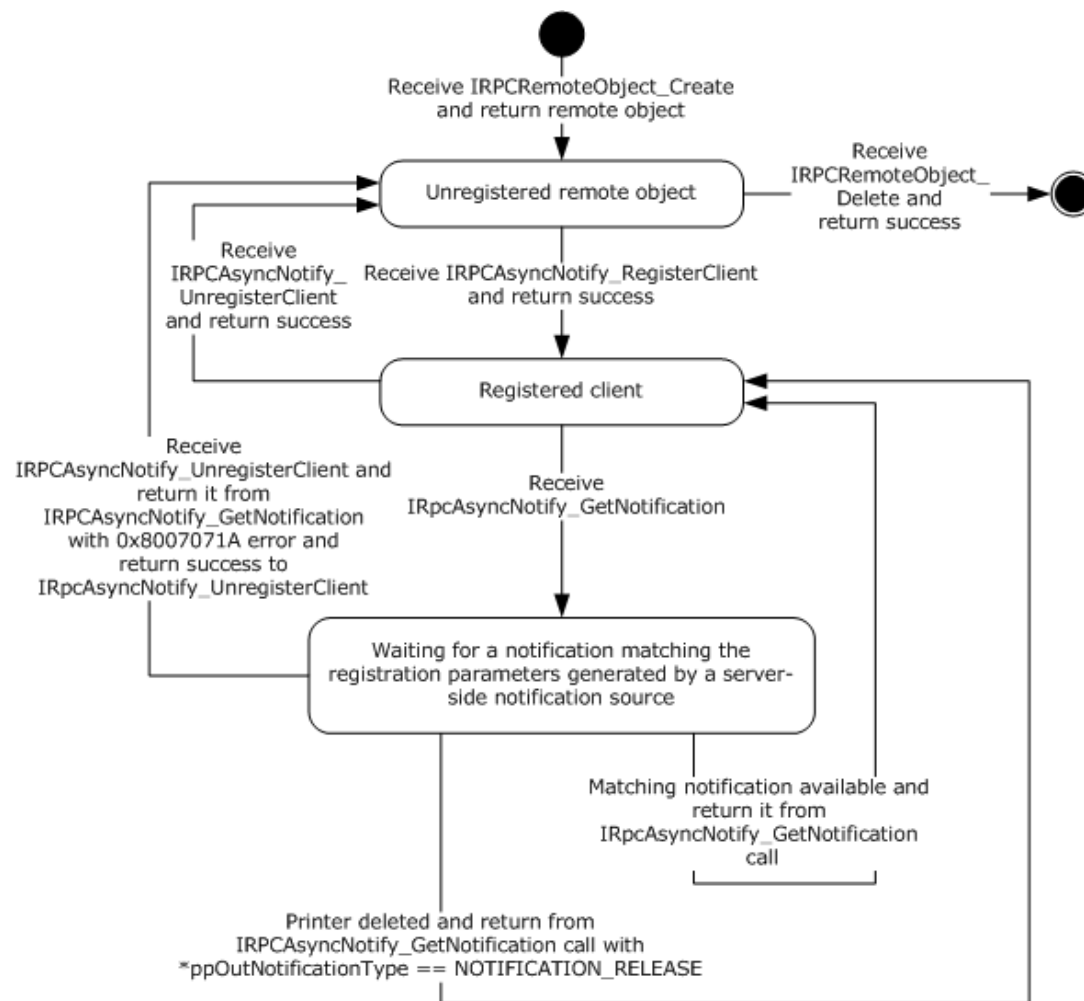 Receive IRPCRemoteObject_Create
and return remote object
Unregistered remote object
Receive
IRPCRemoteObject_
Delete and
return success
Receive
IRPCAsyncNotify_
UnregisterClient
and return success
Receive IRPCAsyncNotify_RegisterClient
and return success
Registered client
Receive
IRPCAsyncNotify_UnregisterClient and
return it from
IRPCAsyncNotify_GetNotification
with 0x8007071A error and
return success to
IRpcAsyncNotify_UnregisterClient
Receive
IRpcAsyncNotify_GetNotification
Waiting for a notification matching the
registration parameters generated by a server-
side notification source
Matching notification available and
return it from
IRpcAsyncNotify_GetNotification
call
Printer deleted and return from
IRPCAsyncNotify_GetNotification call with
*ppOutNotificationType == NOTIFICATION_RELEASE